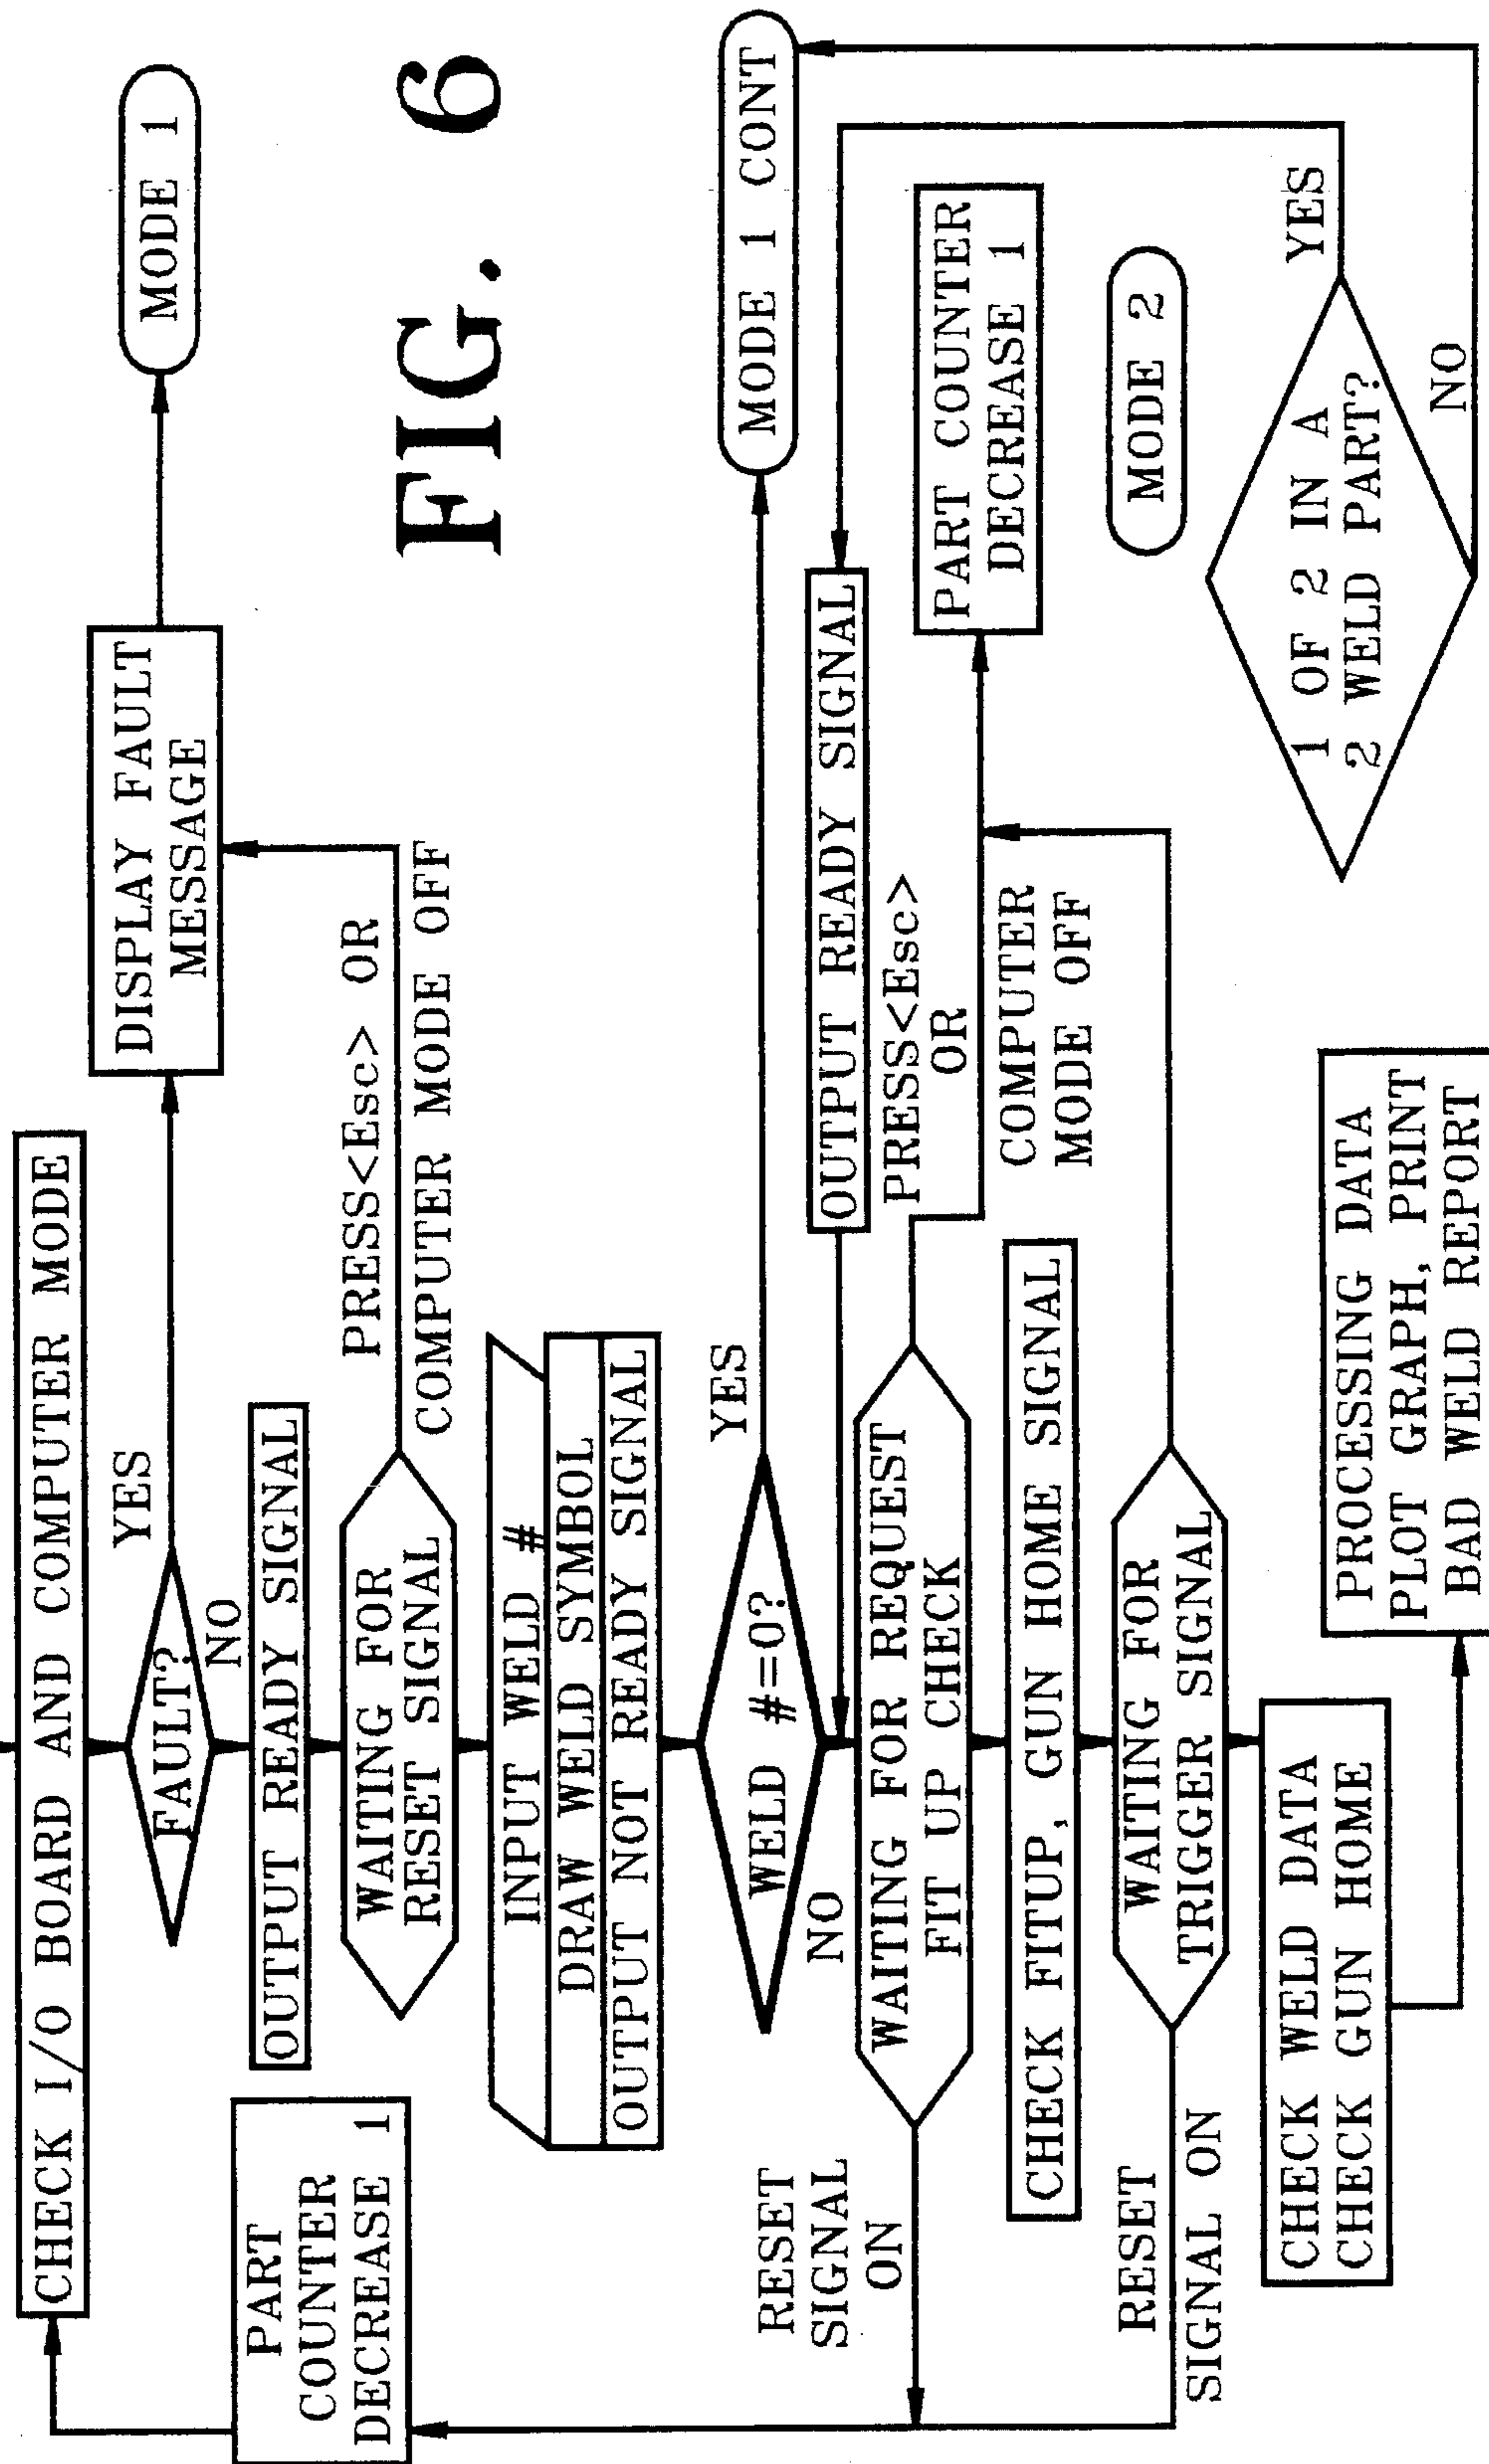 CHECK I/O BOARD AND COMPUTER MODE
FAULT?
YES
NO
DISPLAY FAULT
MESSAGE
MODE 1
PART
COUNTER
DECREASE 1
OUTPUT READY SIGNAL
WAITING FOR
RESET SIGNAL
PRESS<Esc> OR
COMPUTER MODE OFF
FIG. 6
INPUT WELD #
DRAW WELD SYMBOL
OUTPUT NOT READY SIGNAL
WELD #=0?
YES
NO
MODE 1 CONT
OUTPUT READY SIGNAL
RESET
SIGNAL
ON
WAITING FOR REQUEST
FIT UP CHECK
PRESS<Esc>
OR
COMPUTER
MODE OFF
PART COUNTER
DECREASE 1
CHECK FITUP, GUN HOME SIGNAL
MODE 2
RESET
SIGNAL ON
WAITING FOR
TRIGGER SIGNAL
CHECK WELD DATA
CHECK GUN HOME
PROCESSING DATA
PLOT GRAPH, PRINT
BAD WELD REPORT
1 OF 2 IN A
2 WELD PART?
YES
NO